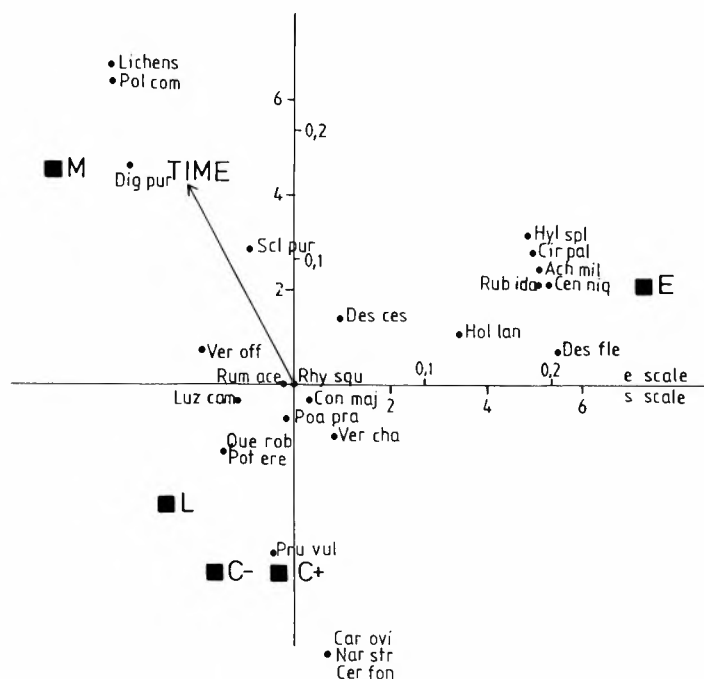 Lichens
Pol com
6
0,2
M
Dig pur
TIME
4
Scl pur
0,1
2
Hyl spl
Cir pal
Ach mil
Rub ida
Cen nig
E
Des ces
Hol lan
Des fle
Ver off
Rum ace
Rhy squ
0,1
0,2
e scale
2
4
6
s scale
Luz cam
Con maj
Poa pra
Ver cha
Que rob
Pot ere
L
Pru vul
C-
C+
Car ovi
Nar str
Cer fon